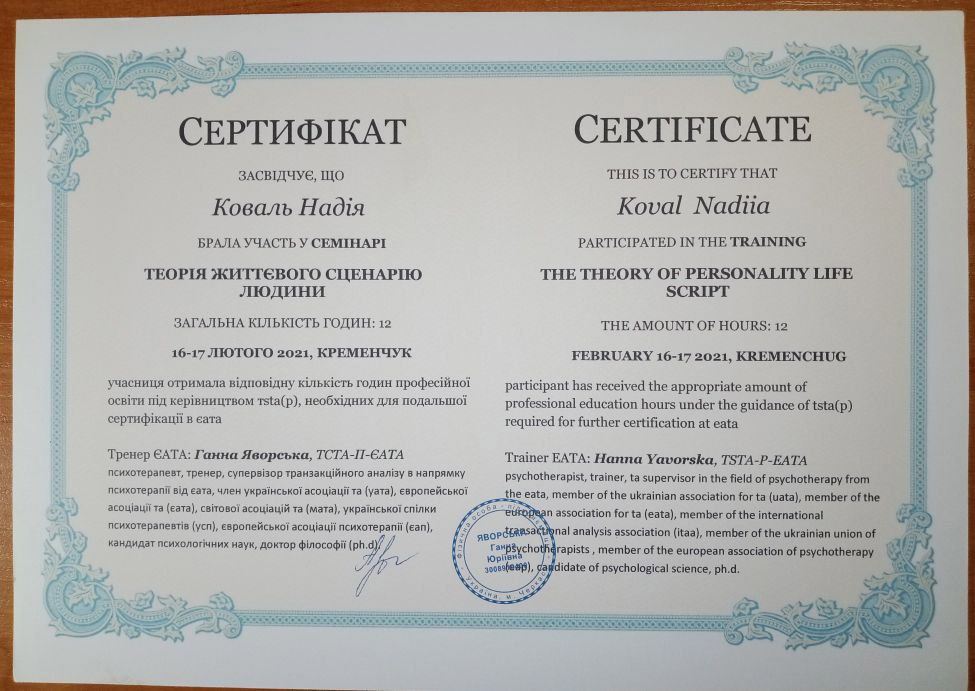 СЕРТИФІКАТ
ЗАСВІДЧУЄ, ЩО
Коваль Надія
БРАЛА УЧАСТЬ У СЕМІНАРІ
ТЕОРІЯ ЖИТТЄВОГО СЦЕНАРІЮ
ЛЮДИНИ
ЗАГАЛЬНА КІЛЬКІСТЬ ГОДИН: 12
16-17 ЛЮТОГО 2021, КРЕМЕНЧУК
учасниця отримала відповідну кількість годин професійної
освіти під керівництвом tsta(p), необхідних для подальшої
сертифікації в єата
Тренер ЄАТА: Ганна Яворська, ТСТА-П-ЄАТА
психотерапевт, тренер, супервізор транзакційного аналізу в напрямку
психотерапії від єата, член української асоціації та (уата), європейської
асоціації та (єата), світової асоціацій та (мата), української спілки
психотерапевтів (усп), європейської асоціації психотерапії (єап),
кандидат психологічних наук, доктор філософії (ph.d).
CERTIFICATE
THIS IS TO CERTIFY THAT
Koval Nadiia
PARTICIPATED IN THE TRAINING
THE THEORY OF PERSONALITY LIFE
SCRIPT
THE AMOUNT OF HOURS: 12
FEBRUARY 16-17 2021, KREMENCHUG
participant has received the appropriate amount of
professional education hours under the guidance of tsta(p)
required for further certification at eata
Trainer EATA: Hanna Yavorska, TSTA-P-EATA
psychotherapist, trainer, ta supervisor in the field of psychotherapy from
the eata, member of the ukrainian association for ta (uata), member of the
european association for ta (eata), member of the international
transactional analysis association (itaa), member of the ukrainian union of
psychotherapists , member of the european association of psychotherapy
(eap), candidate of psychological science, ph.d.
Фізична особа -
ЯВОРСЬКА
Ганна
Юріївна
Україна, м. Черкаси